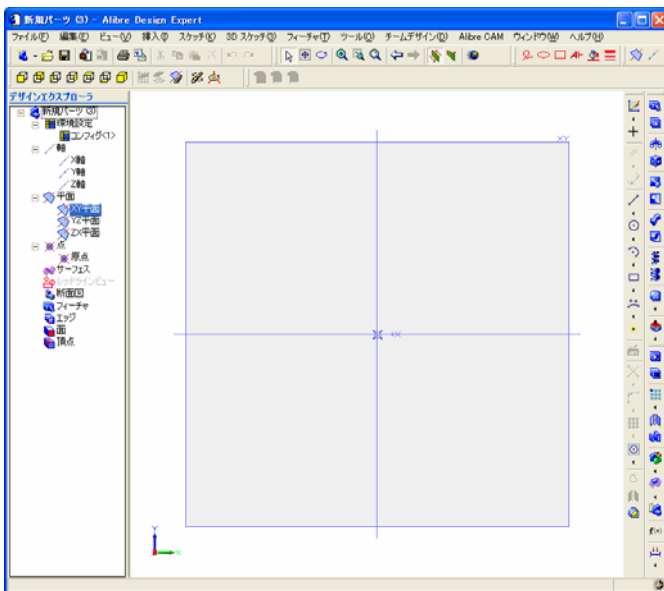 新規パーツ (3) - Alibre Design Expert
ファイル(F) 編集(E) ビュー(V) 挿入(I) スケッチ(K) 3D スケッチ(3) フィーチャ(T) ツール(O) チームデザイン(D) Alibre CAM ウィンドウ(W) ヘルプ(H)
デザインエクスプローラ
新規パーツ (3)
環境設定
コンフィグ<1>
軸
X軸
Y軸
Z軸
平面
XY平面
YZ平面
ZX平面
点
原点
サーフェス
レッドラインビュー
断面図
フィーチャ
エッジ
面
頂点
XY
X
Y
X
f(x)